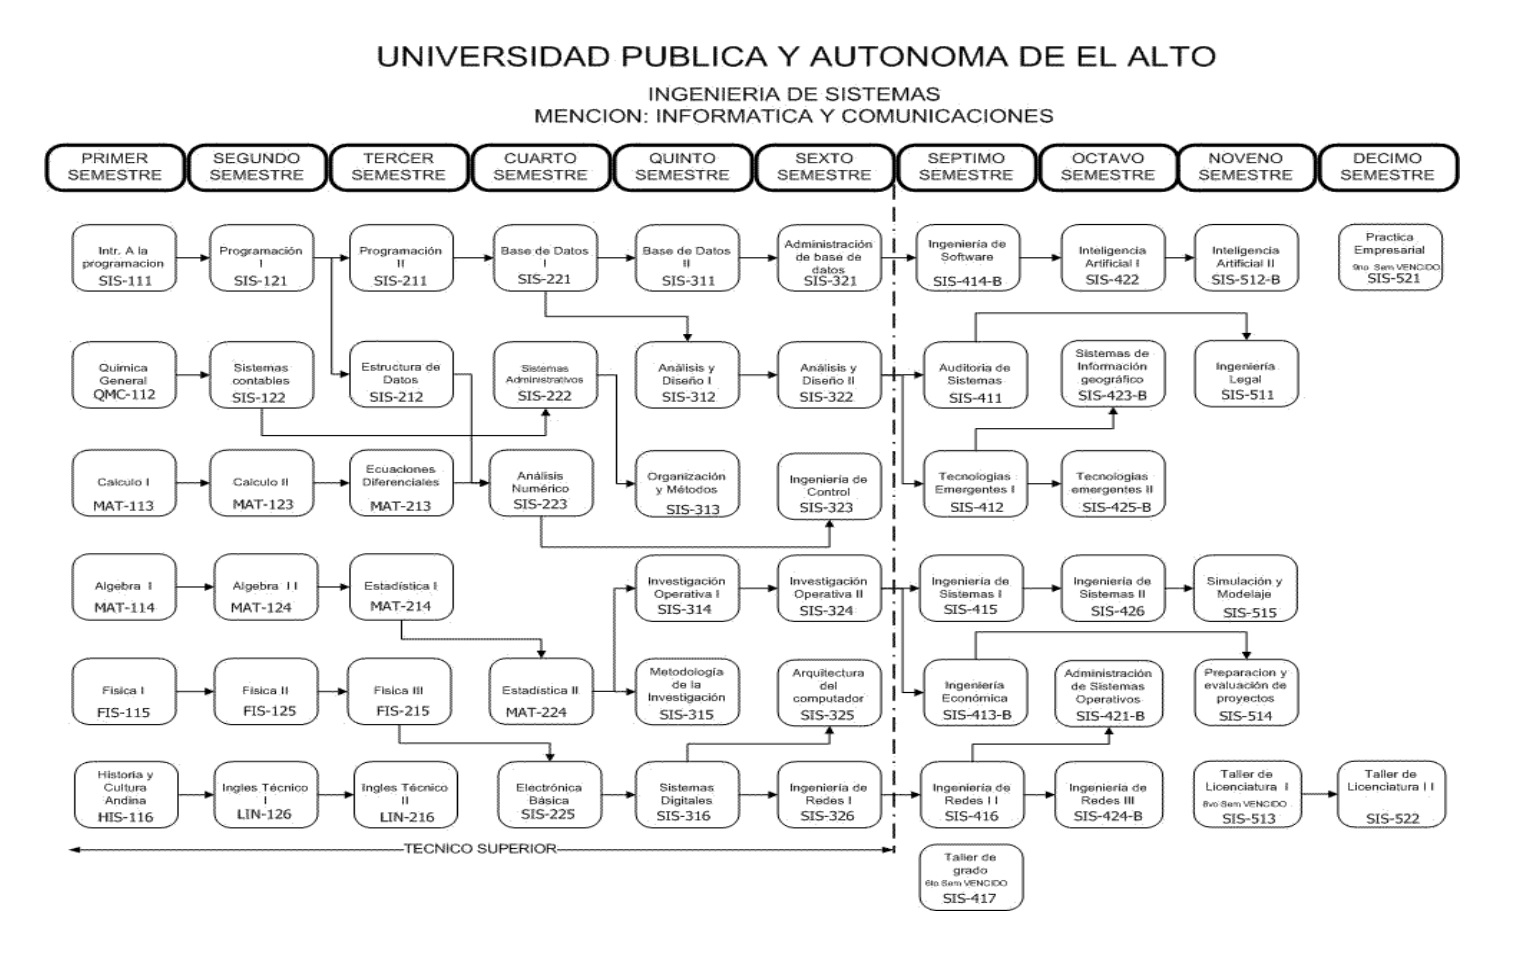 UNIVERSIDAD PUBLICA Y AUTONOMA DE EL ALTO
INGENIERIA DE SISTEMAS
MENCION: INFORMATICA Y COMUNICACIONES
PRIMER
SEMESTRE
SEGUNDO
SEMESTRE
TERCER
SEMESTRE
CUARTO
SEMESTRE
QUINTO
SEMESTRE
SEXTO
SEMESTRE
SEPTIMO
SEMESTRE
OCTAVO
SEMESTRE
NOVENO
SEMESTRE
DECIMO
SEMESTRE
Intr. A la
programacion
SIS-111
Programación
I
SIS-121
Programación
II
SIS-211
Base de Datos
I
SIS-221
Base de Datos
II
SIS-311
Administración
de base de
datos
SIS-321
Ingeniería de
Software
SIS-414-B
Inteligencia
Artificial I
SIS-422
Inteligencia
Artificial II
SIS-512-B
Practica
Empresarial
9no Sem VENCIDO
SIS-521
Química
General
QMC-112
Sistemas
contables
SIS-122
Estructura de
Datos
SIS-212
Sistemas
Administrativos
SIS-222
Análisis y
Diseño I
SIS-312
Análisis y
Diseño II
SIS-322
Auditoria de
Sistemas
SIS-411
Sistemas de
Información
geográfico
SIS-423-B
Ingeniería
Legal
SIS-511
Calculo I
MAT-113
Calculo II
MAT-123
Ecuaciones
Diferenciales
MAT-213
Análisis
Numérico
SIS-223
Organización
y Métodos
SIS-313
Ingeniería de
Control
SIS-323
Tecnologías
Emergentes I
SIS-412
Tecnologías
emergentes II
SIS-425-B
Algebra I
MAT-114
Algebra II
MAT-124
Estadística I
MAT-214
Investigación
Operativa I
SIS-314
Investigación
Operativa II
SIS-324
Ingeniería de
Sistemas I
SIS-415
Ingeniería de
Sistemas II
SIS-426
Simulación y
Modelaje
SIS-515
Física I
FIS-115
Física II
FIS-125
Física III
FIS-215
Estadística II
MAT-224
Metodología
de la
Investigación
SIS-315
Arquitectura
del
computador
SIS-325
Ingeniería
Económica
SIS-413-B
Administración
de Sistemas
Operativos
SIS-421-B
Preparacion y
evaluación de
proyectos
SIS-514
Historia y
Cultura
Andina
HIS-116
Ingles Técnico
I
LIN-126
Ingles Técnico
II
LIN-216
Electrónica
Básica
SIS-225
Sistemas
Digitales
SIS-316
Ingeniería de
Redes I
SIS-326
Ingeniería de
Redes II
SIS-416
Ingeniería de
Redes III
SIS-424-B
Taller de
Licenciatura I
8vo Sem VENCIDO
SIS-513
Taller de
Licenciatura II
SIS-522
TECNICO SUPERIOR
Taller de
grado
6to Sem VENCIDO
SIS-417